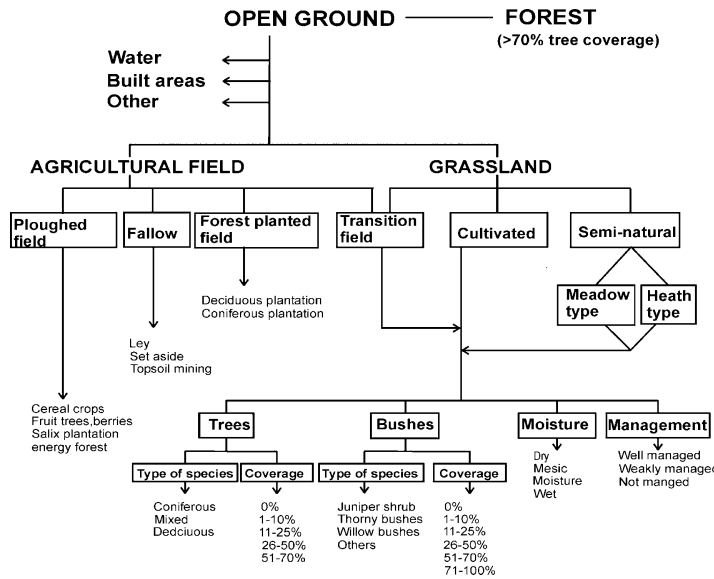 OPEN GROUND
FOREST
(>70% tree coverage)
Water
Built areas
Other
AGRICULTURAL FIELD
GRASSLAND
Ploughed
field
Fallow
Forest planted
field
Transition
field
Cultivated
Semi-natural
Meadow
type
Heath
type
Deciduous plantation
Coniferous plantation
Ley
Set aside
Topsoil mining
Cereal crops
Fruit trees,berries
Salix plantation
energy forest
Trees
Bushes
Moisture
Management
Type of species
Coverage
Type of species
Coverage
Coniferous
Mixed
Dedciuous
0%
1-10%
11-25%
26-50%
51-70%
Juniper shrub
Thorny bushes
Willow bushes
Others
0%
1-10%
11-25%
26-50%
51-70%
71-100%
Dry
Mesic
Moisture
Wet
Well managed
Weakly managed
Not manged